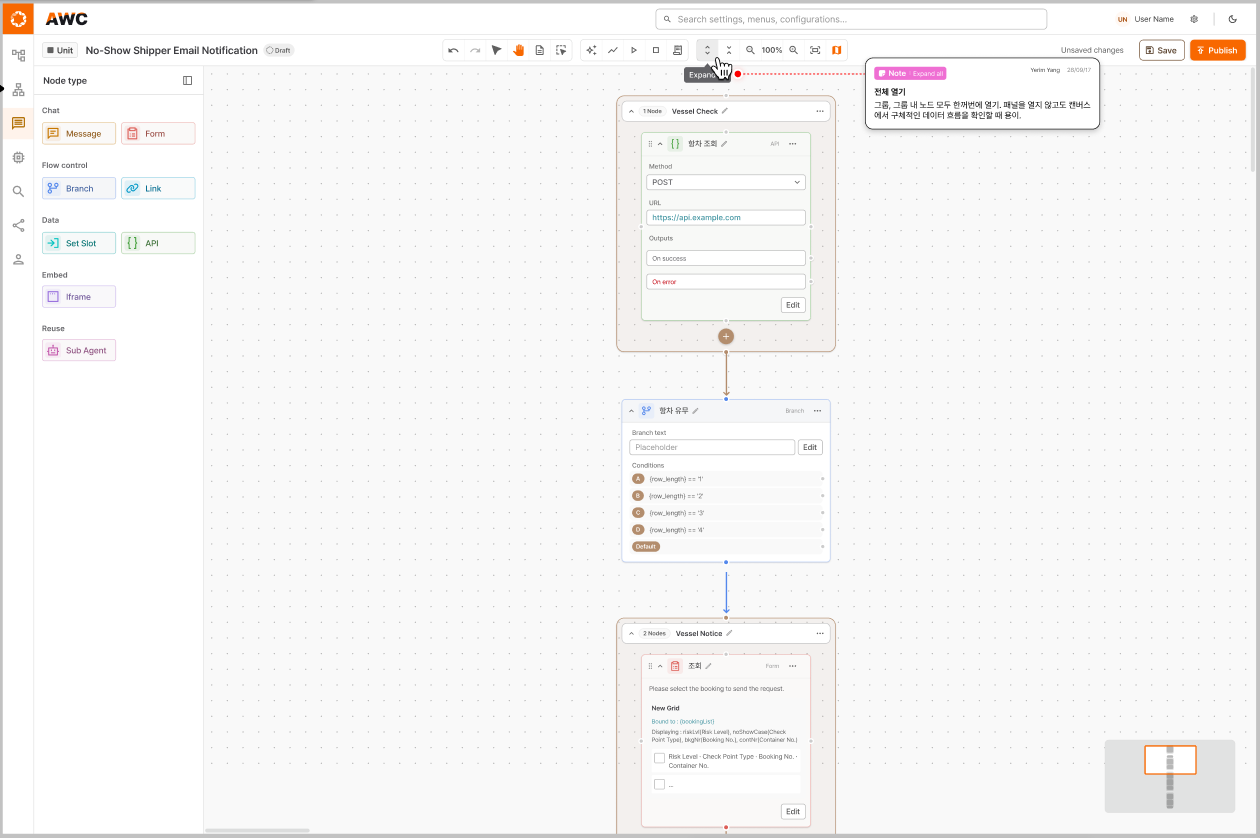 AWC
Search settings, menus, configurations...
UN User Name
Unit
No-Show Shipper Email Notification
Draft
100%
Unsaved changes
Save
Publish
Node type
Chat
Message
Form
Flow control
Branch
Link
Data
Set Slot
API
Embed
Iframe
Reuse
Sub Agent
Note · Expand all
Yerim Yang 28/09/17
전체 열기
그룹, 그룹 내 노드 모두 한꺼번에 열기. 패널을 열지 않고도 캔버스
에서 구체적인 데이터 흐름을 확인할 때 용이.
1 Node
Vessel Check
항차 조회
API
Method
POST
URL
https://api.example.com
Outputs
On success
On error
Edit
항차 유무
Branch
Branch text
Placeholder
Edit
Conditions
A {row_length} == '1'
B {row_length} == '2'
C {row_length} == '3'
D {row_length} == '4'
Default
2 Nodes
Vessel Notice
조회
Form
Please select the booking to send the request.
New Grid
Bound to : {bookingList}
Displaying : riskLvl(Risk Level), noShowCase(Check
Point Type), bkgNr(Booking No.), contNr(Container No.)
Risk Level · Check Point Type · Booking No. ·
Container No.
...
Edit